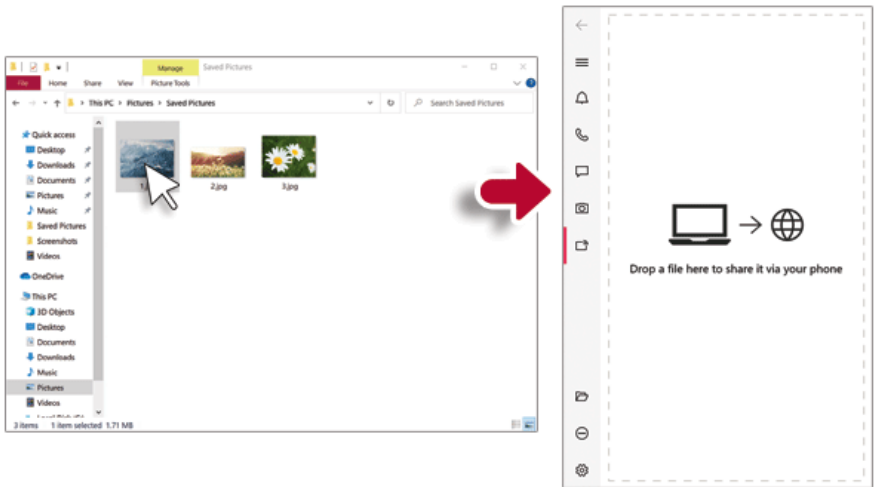 Manage
Saved Pictures
File
Home
Share
View
Picture Tools
This PC
Pictures
Saved Pictures
Search Saved Pictures
Quick access
Desktop
Downloads
Documents
Pictures
Music
Saved Pictures
Screenshots
Videos
OneDrive
This PC
3D Objects
Desktop
Documents
Downloads
Music
Pictures
Videos
1.
2.jpg
3.jpg
3 items
1 item selected
1.71 MB
Drop a file here to share it via your phone